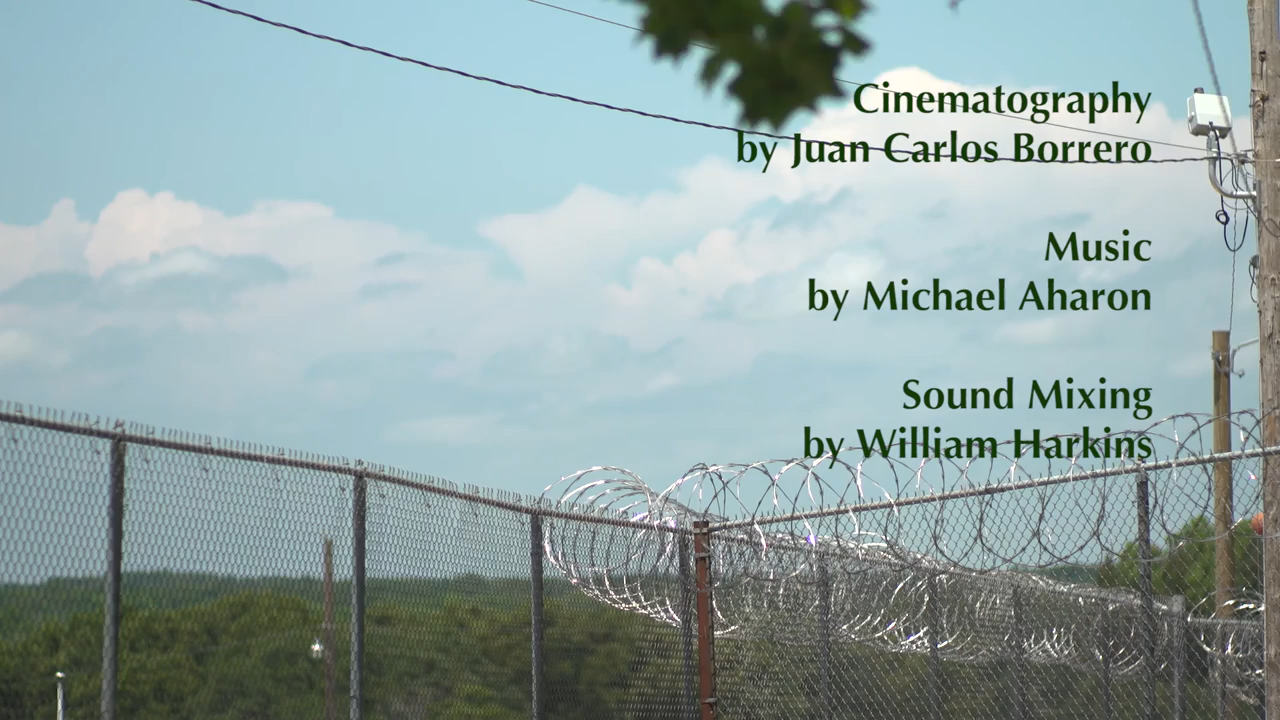 Cinematography
by Juan Carlos Borrero
Music
by Michael Aharon
Sound Mixing
by William Harkins